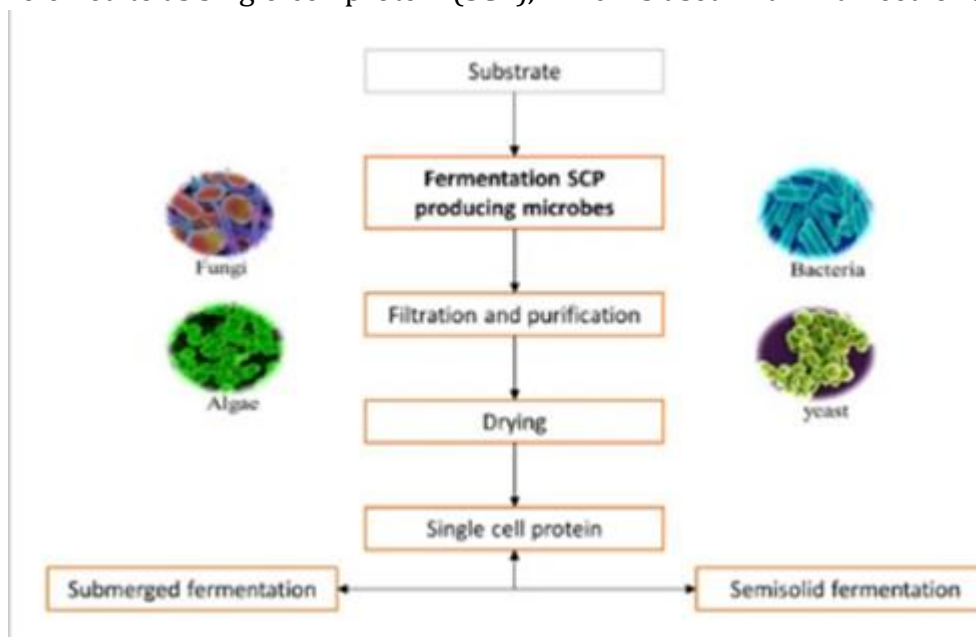 Substrate
Fermentation SCP
producing microbes
Fungi
Bacteria
Filtration and purification
Algae
yeast
Drying
Single cell protein
Submerged fermentation
Semisolid fermentation